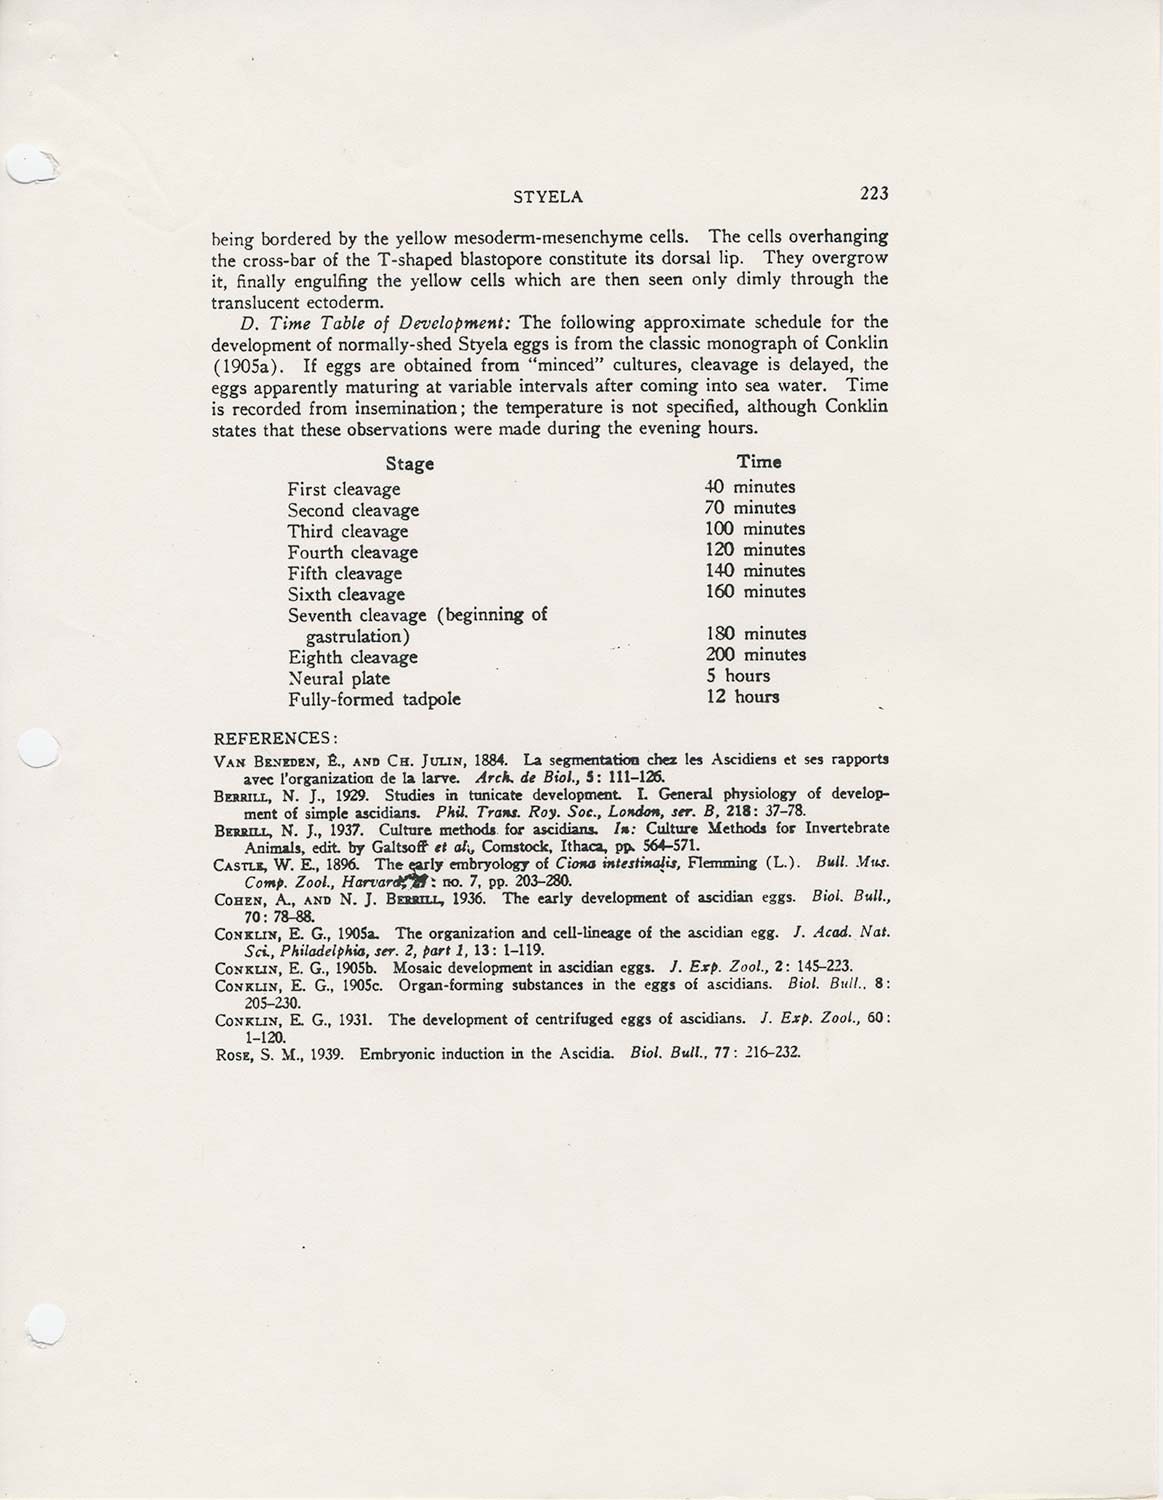 STYELA 223
being bordered by the yellow mesoderm-mesenchyme cells. The cells overhanging
the cross-bar of the T-shaped blastopore constitute its dorsal lip. They overgrow
it, finally engulfing the yellow cells which are then seen only dimly through the
translucent ectoderm.
D. Time Table of Development: The following approximate schedule for the
development of normally-shed Styela eggs is from the classic monograph of Conklin
(1905a). If eggs are obtained from “minced” cultures, cleavage is delayed, the
eggs apparently maturing at variable intervals after coming into sea water. Time
is recorded from insemination; the temperature is not specified, although Conklin
states that these observations were made during the evening hours.
Stage Time
First cleavage 40 minutes
Second cleavage 70 minutes
Third cleavage 100 minutes
Fourth cleavage 120 minutes
Fifth cleavage 140 minutes
Sixth cleavage 160 minutes
Seventh cleavage (beginning of
gastrulation) 180 minutes
Eighth cleavage 200 minutes
Neural plate 5 hours
Fully-formed tadpole 12 hours
REFERENCES:
VAN BENEDEN, É., AND CH. JULIN, 1884. La segmentation chez les Ascidiens et ses rapports
avec l'organization de la larve. Arch. de Biol., 5: 111–126.
BERRILL, N. J., 1929. Studies in tunicate development. I. General physiology of develop-
ment of simple ascidians. Phil. Trans. Roy. Soc., London, ser. B, 218: 37–78.
BERRILL, N. J., 1937. Culture methods for ascidians. In: Culture Methods for Invertebrate
Animals, edit. by Galtsoff et al., Comstock, Ithaca, pp. 564–571.
CASTLE, W. E., 1896. The early embryology of Ciona intestinalis, Flemming (L.). Bull. Mus.
Comp. Zool., Harvard, : no. 7, pp. 203–280.
COHEN, A., AND N. J. BERRILL, 1936. The early development of ascidian eggs. Biol. Bull.,
70: 78–88.
CONKLIN, E. G., 1905a. The organization and cell-lineage of the ascidian egg. J. Acad. Nat.
Sci., Philadelphia, ser. 2, part 1, 13: 1–119.
CONKLIN, E. G., 1905b. Mosaic development in ascidian eggs. J. Exp. Zool., 2: 145–223.
CONKLIN, E. G., 1905c. Organ-forming substances in the eggs of ascidians. Biol. Bull., 8:
205–230.
CONKLIN, E. G., 1931. The development of centrifuged eggs of ascidians. J. Exp. Zool., 60:
1–120.
ROSE, S. M., 1939. Embryonic induction in the Ascidia. Biol. Bull., 77: 216–232.